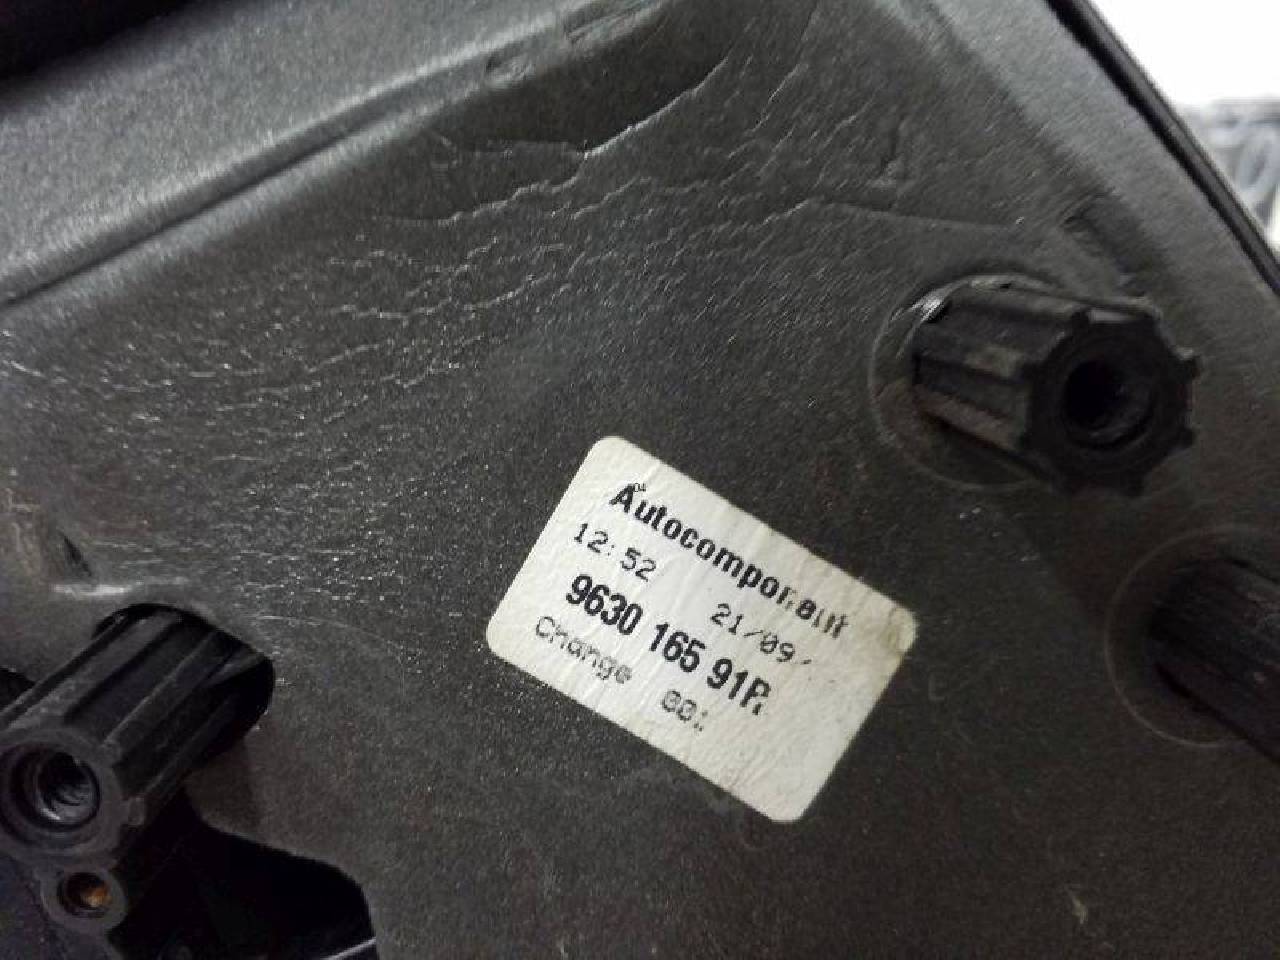 Autocomponent
12:52 21/09/
9630 165 91R
Change 00